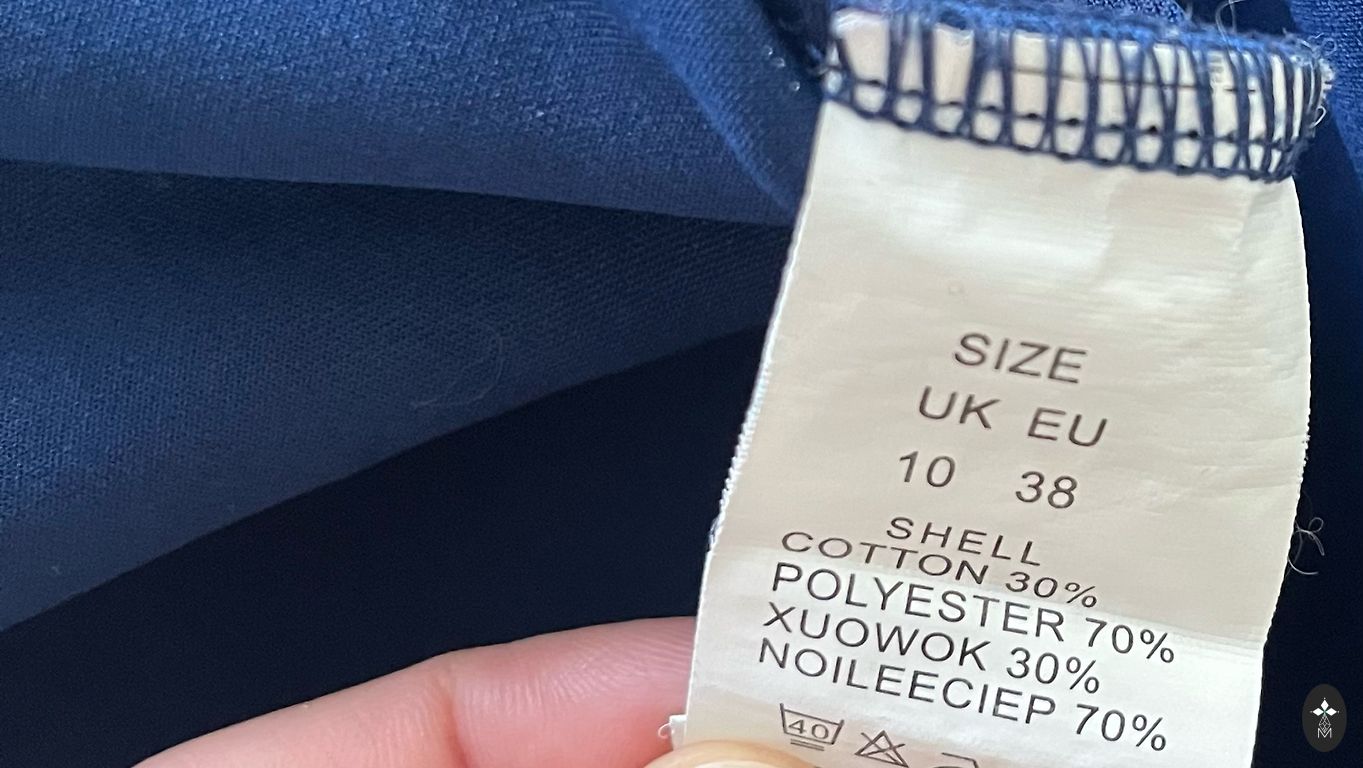 SIZE
UK EU
10 38
SHELL
COTTON 30%
POLYESTER 70%
XUOWOK 30%
NOILEECIEP 70%
40
M